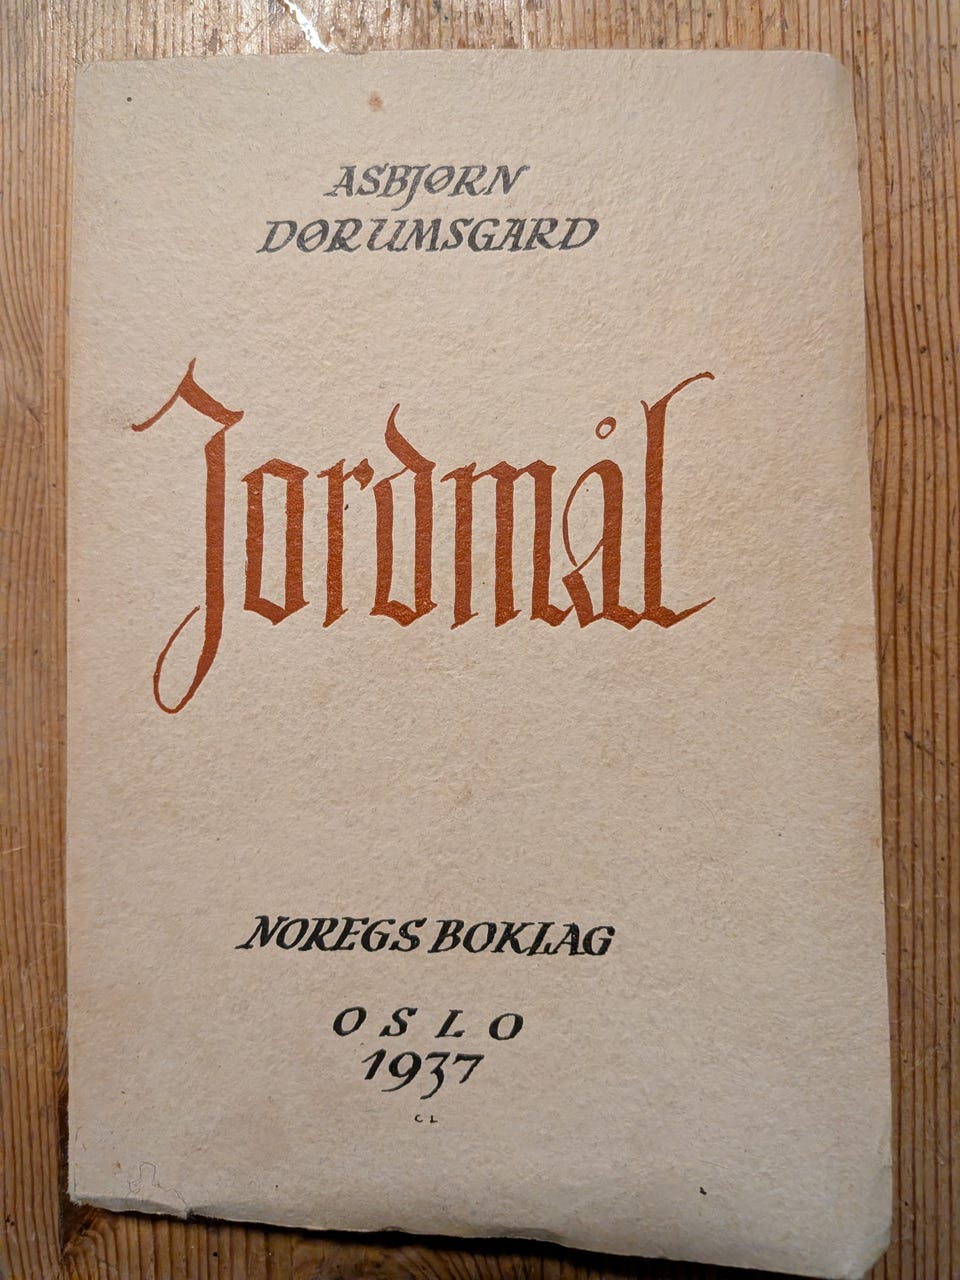 ASBJØRN
DØRUMSGARD
Jordmål
NOREGS BOKLAG
OSLO
1937
CL